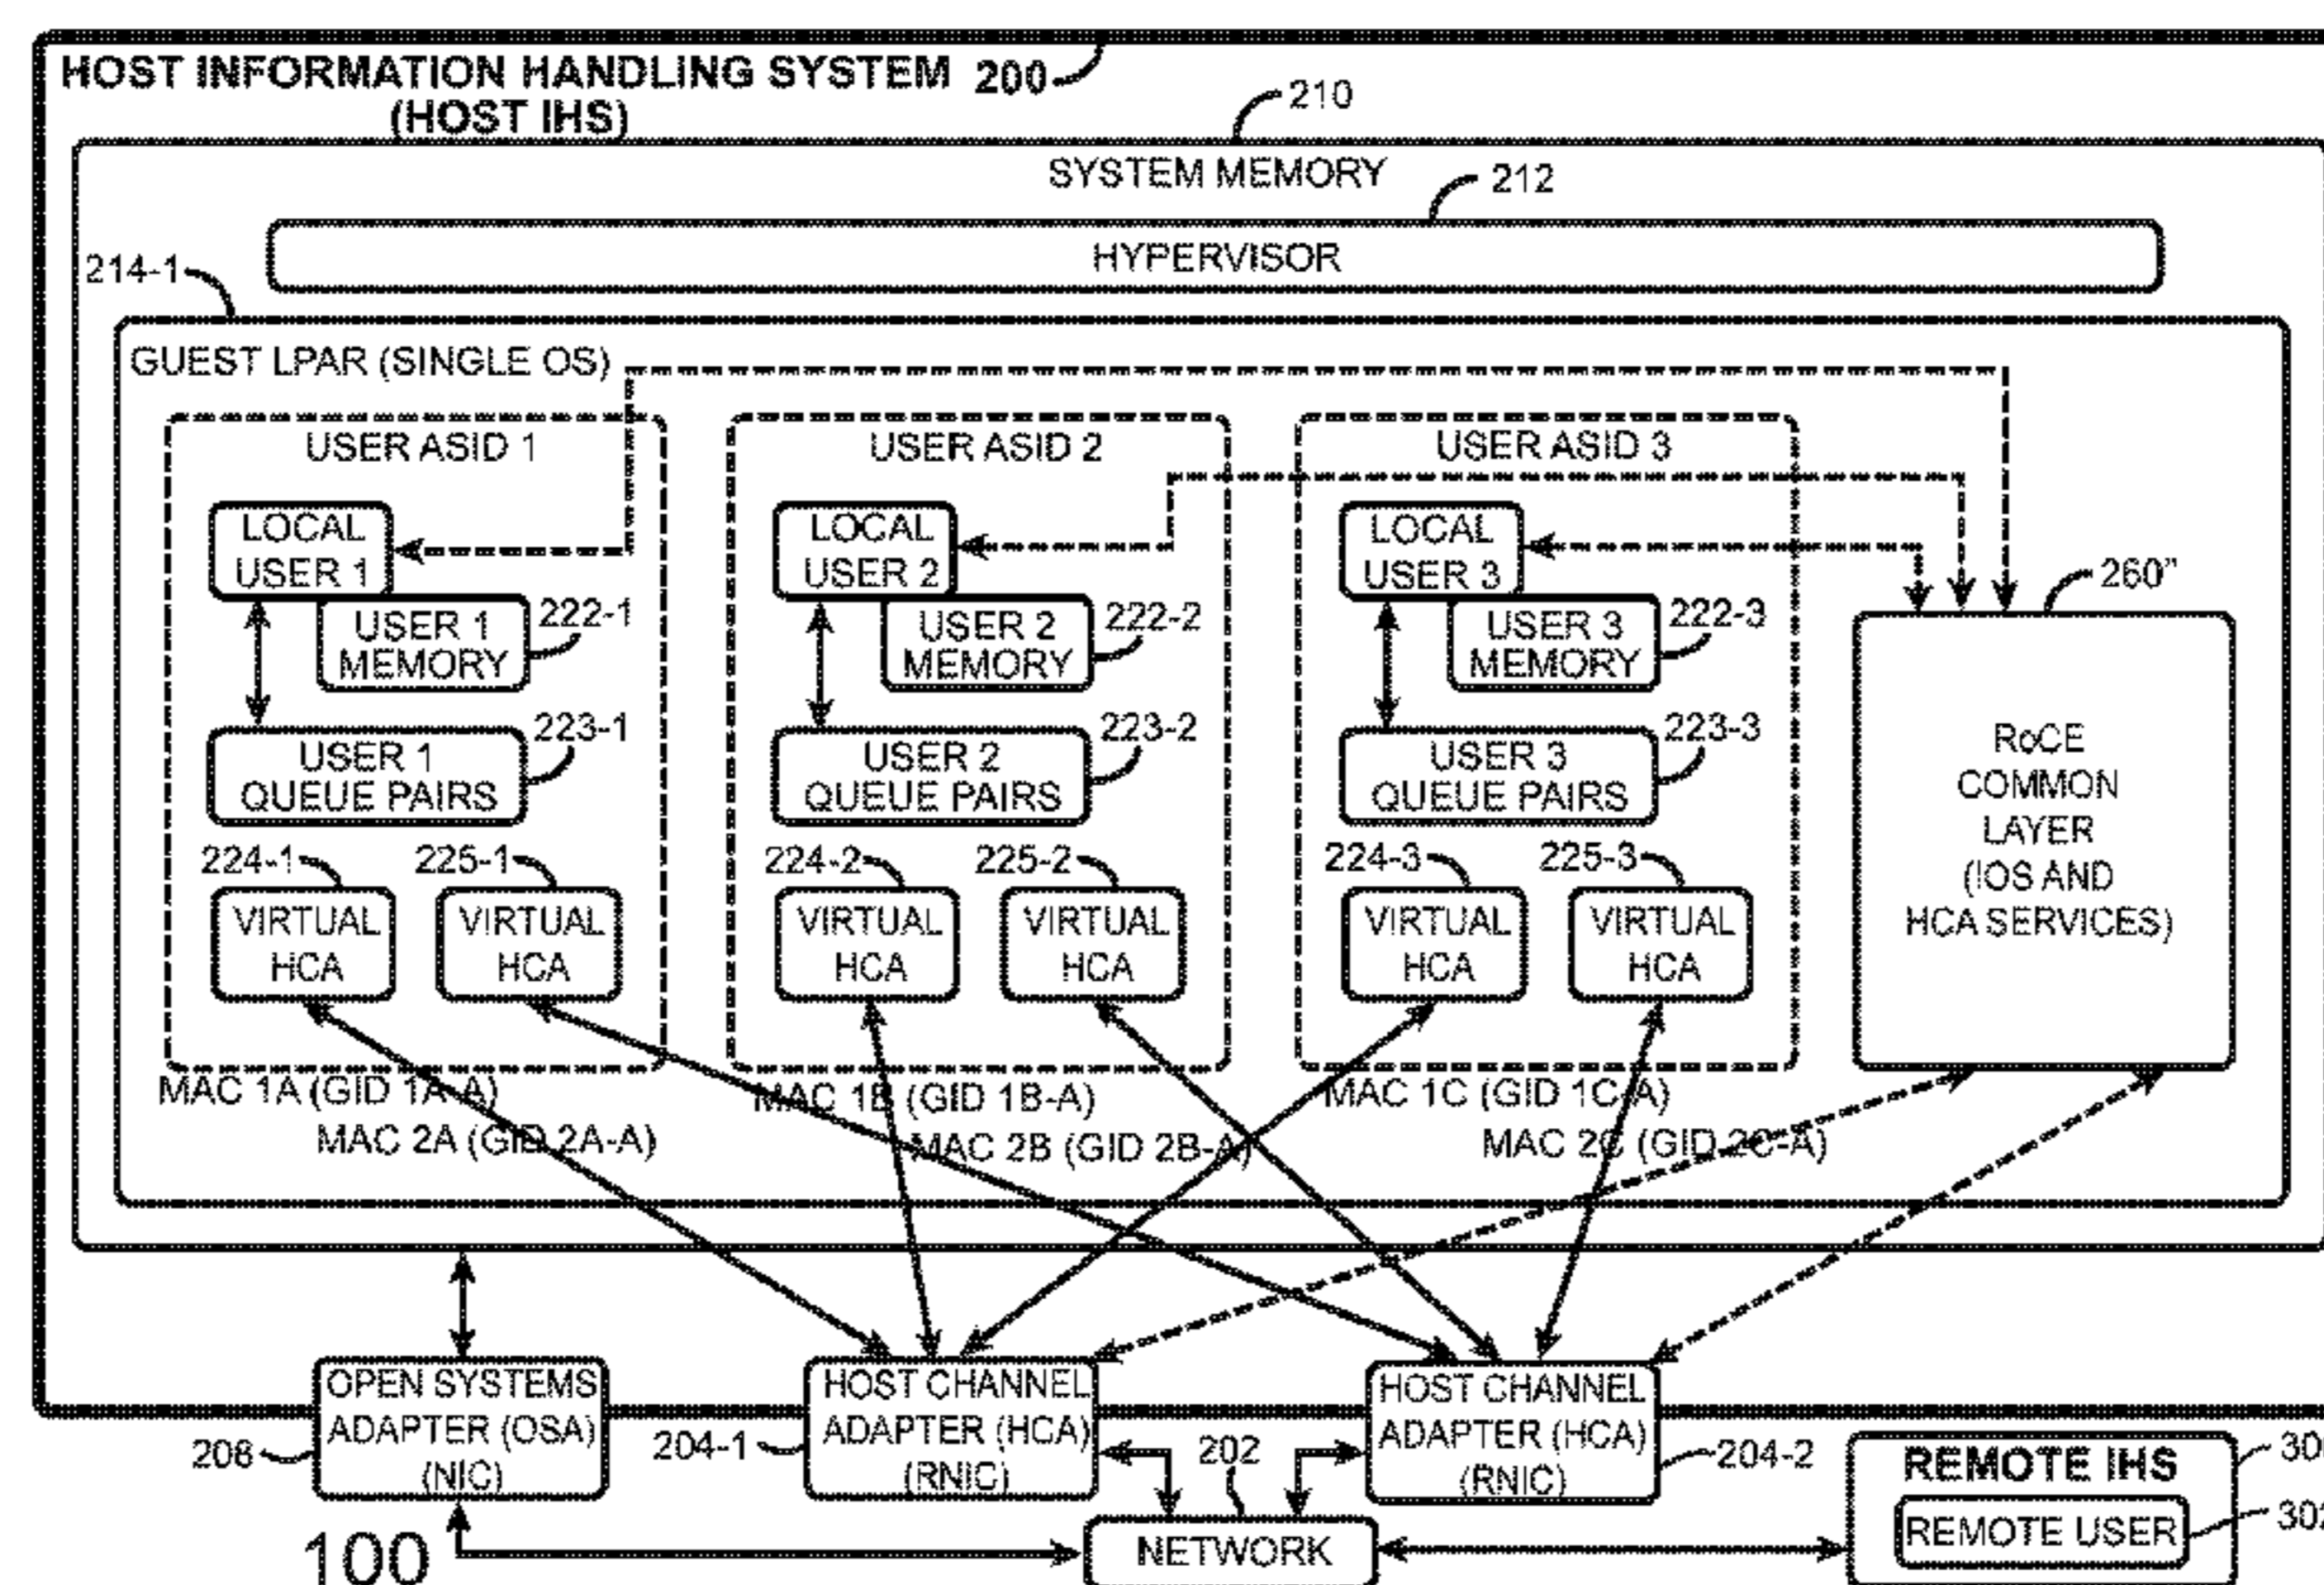 HOST INFORMATION HANDLING SYSTEM 200
(HOST IHS)
210
SYSTEM MEMORY
212
HYPERVISOR
214-1
GUEST LPAR (SINGLE OS)
USER ASID 1
USER ASID 2
USER ASID 3
LOCAL
USER 1
LOCAL
USER 2
LOCAL
USER 3
260"
USER 1
MEMORY
222-1
USER 2
MEMORY
222-2
USER 3
MEMORY
222-3
USER 1
QUEUE PAIRS
223-1
USER 2
QUEUE PAIRS
223-2
USER 3
QUEUE PAIRS
223-3
RoCE
COMMON
LAYER
(IOS AND
HCA SERVICES)
224-1
225-1
224-2
225-2
224-3
225-3
VIRTUAL
HCA
VIRTUAL
HCA
VIRTUAL
HCA
VIRTUAL
HCA
VIRTUAL
HCA
VIRTUAL
HCA
MAC 1A (GID 1A-A)
MAC 1B (GID 1B-A)
MAC 1C (GID 1C-A)
MAC 2A (GID 2A-A)
MAC 2B (GID 2B-A)
MAC 2C (GID 2C-A)
OPEN SYSTEMS
ADAPTER (OSA)
(NIC)
208
HOST CHANNEL
ADAPTER (HCA)
(RNIC)
204-1
HOST CHANNEL
ADAPTER (HCA)
(RNIC)
204-2
202
NETWORK
REMOTE IHS
REMOTE USER
100